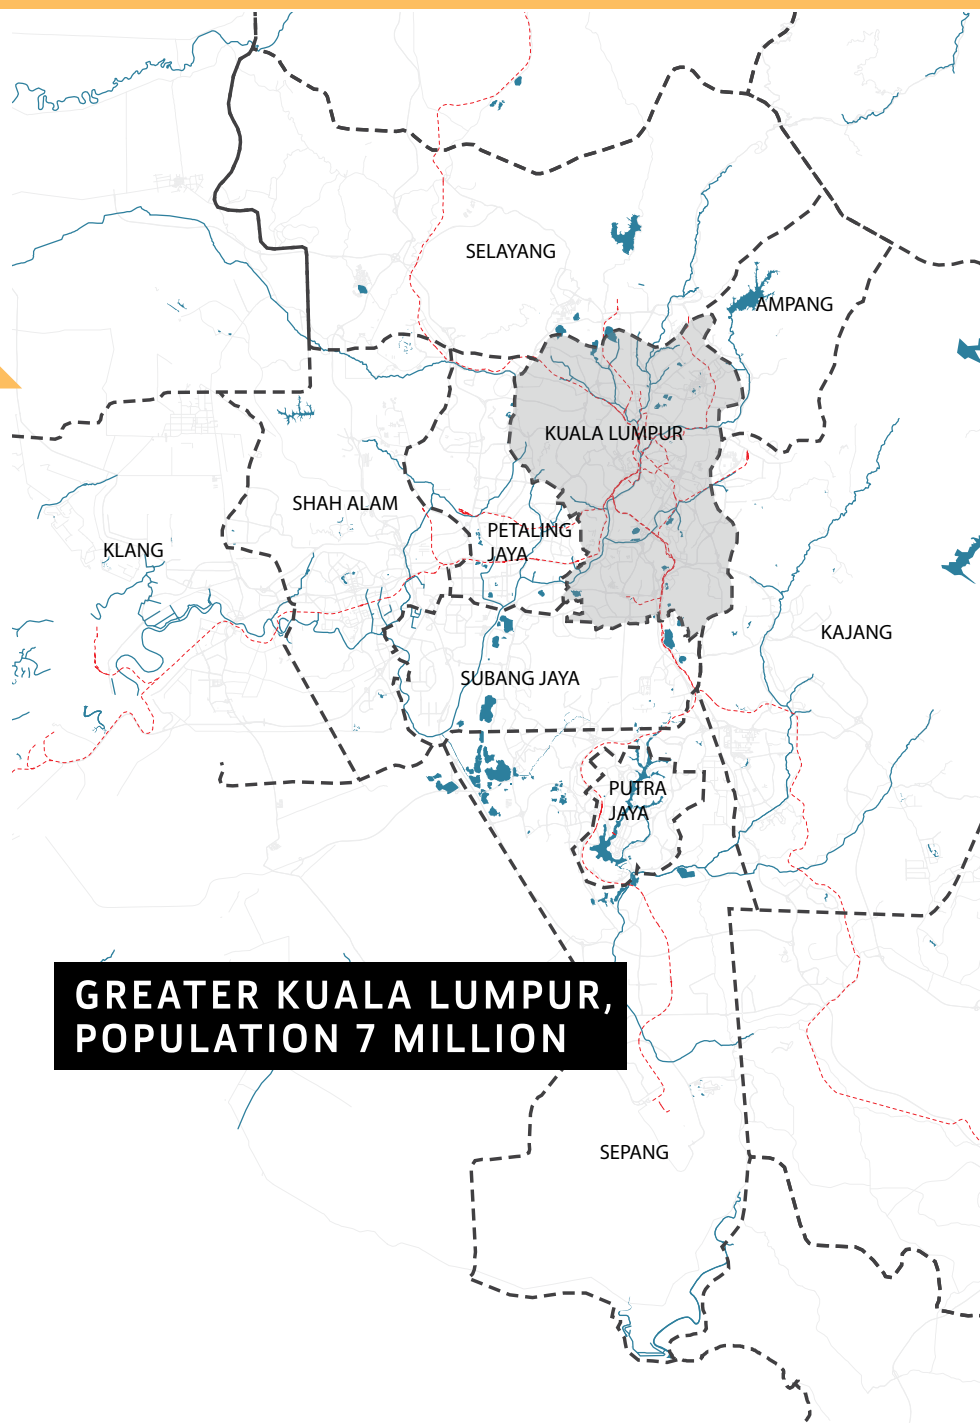 SELAYANG
AMPANG
KUALA LUMPUR
SHAH ALAM
PETALING
JAYA
KLANG
KAJANG
SUBANG JAYA
PUTRA
JAYA
GREATER KUALA LUMPUR,
POPULATION 7 MILLION
SEPANG